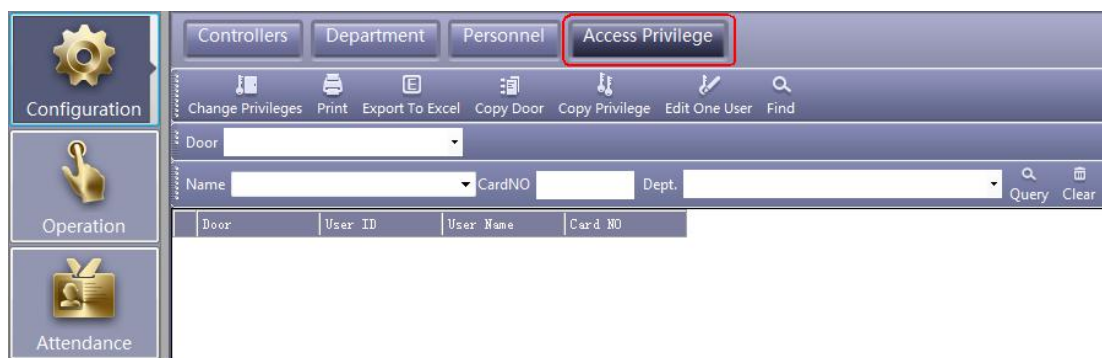 Controllers Department Personnel Access Privilege
Configuration
Change Privileges Print Export To Excel Copy Door Copy Privilege Edit One User Find
Door
Name CardNO Dept. Query Clear
Operation
Door User ID User Name Card NO
Attendance